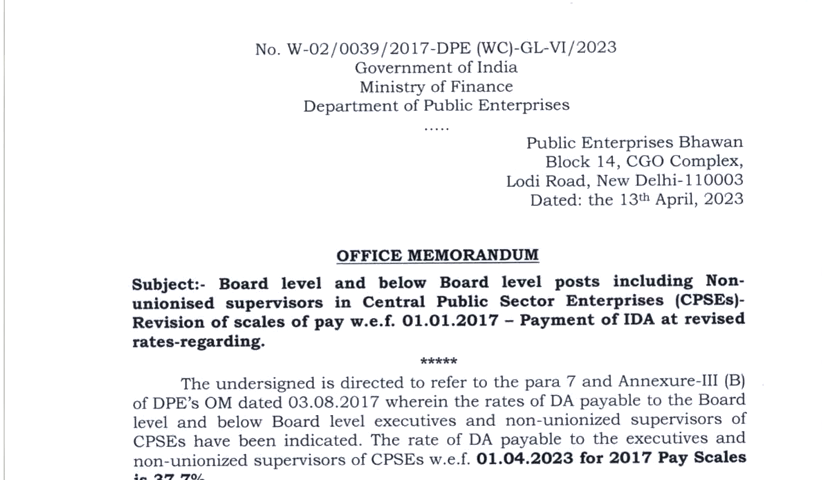 No. W-02/0039/2017-DPE (WC)-GL-VI/2023
Government of India
Ministry of Finance
Department of Public Enterprises
.....
Public Enterprises Bhawan
Block 14, CGO Complex,
Lodi Road, New Delhi-110003
Dated: the 13th April, 2023
OFFICE MEMORANDUM
Subject:- Board level and below Board level posts including Non-
unionised supervisors in Central Public Sector Enterprises (CPSEs)-
Revision of scales of pay w.e.f. 01.01.2017 – Payment of IDA at revised
rates-regarding.
*****
The undersigned is directed to refer to the para 7 and Annexure-III (B)
of DPE's OM dated 03.08.2017 wherein the rates of DA payable to the Board
level and below Board level executives and non-unionized supervisors of
CPSEs have been indicated. The rate of DA payable to the executives and
non-unionized supervisors of CPSEs w.e.f. 01.04.2023 for 2017 Pay Scales
is 37.7%